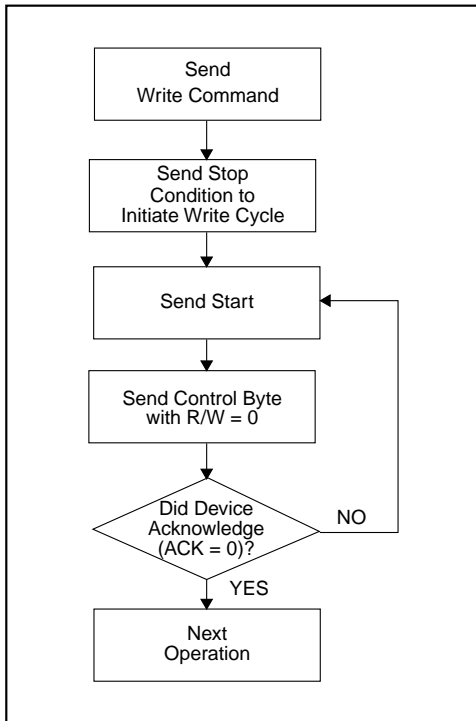 Send
Write Command
Send Stop
Condition to
Initiate Write Cycle
Send Start
Send Control Byte
with R/W = 0
Did Device
Acknowledge
(ACK = 0)?
NO
YES
Next
Operation